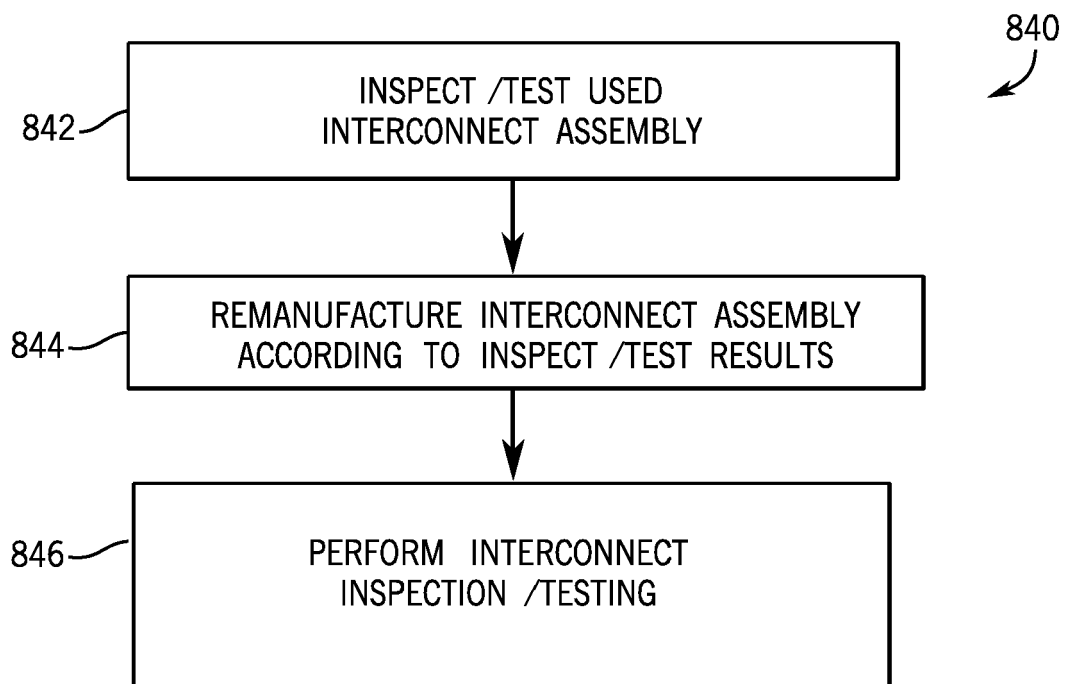 840
842
INSPECT /TEST USED
INTERCONNECT ASSEMBLY
844
REMANUFACTURE INTERCONNECT ASSEMBLY
ACCORDING TO INSPECT /TEST RESULTS
846
PERFORM INTERCONNECT
INSPECTION /TESTING